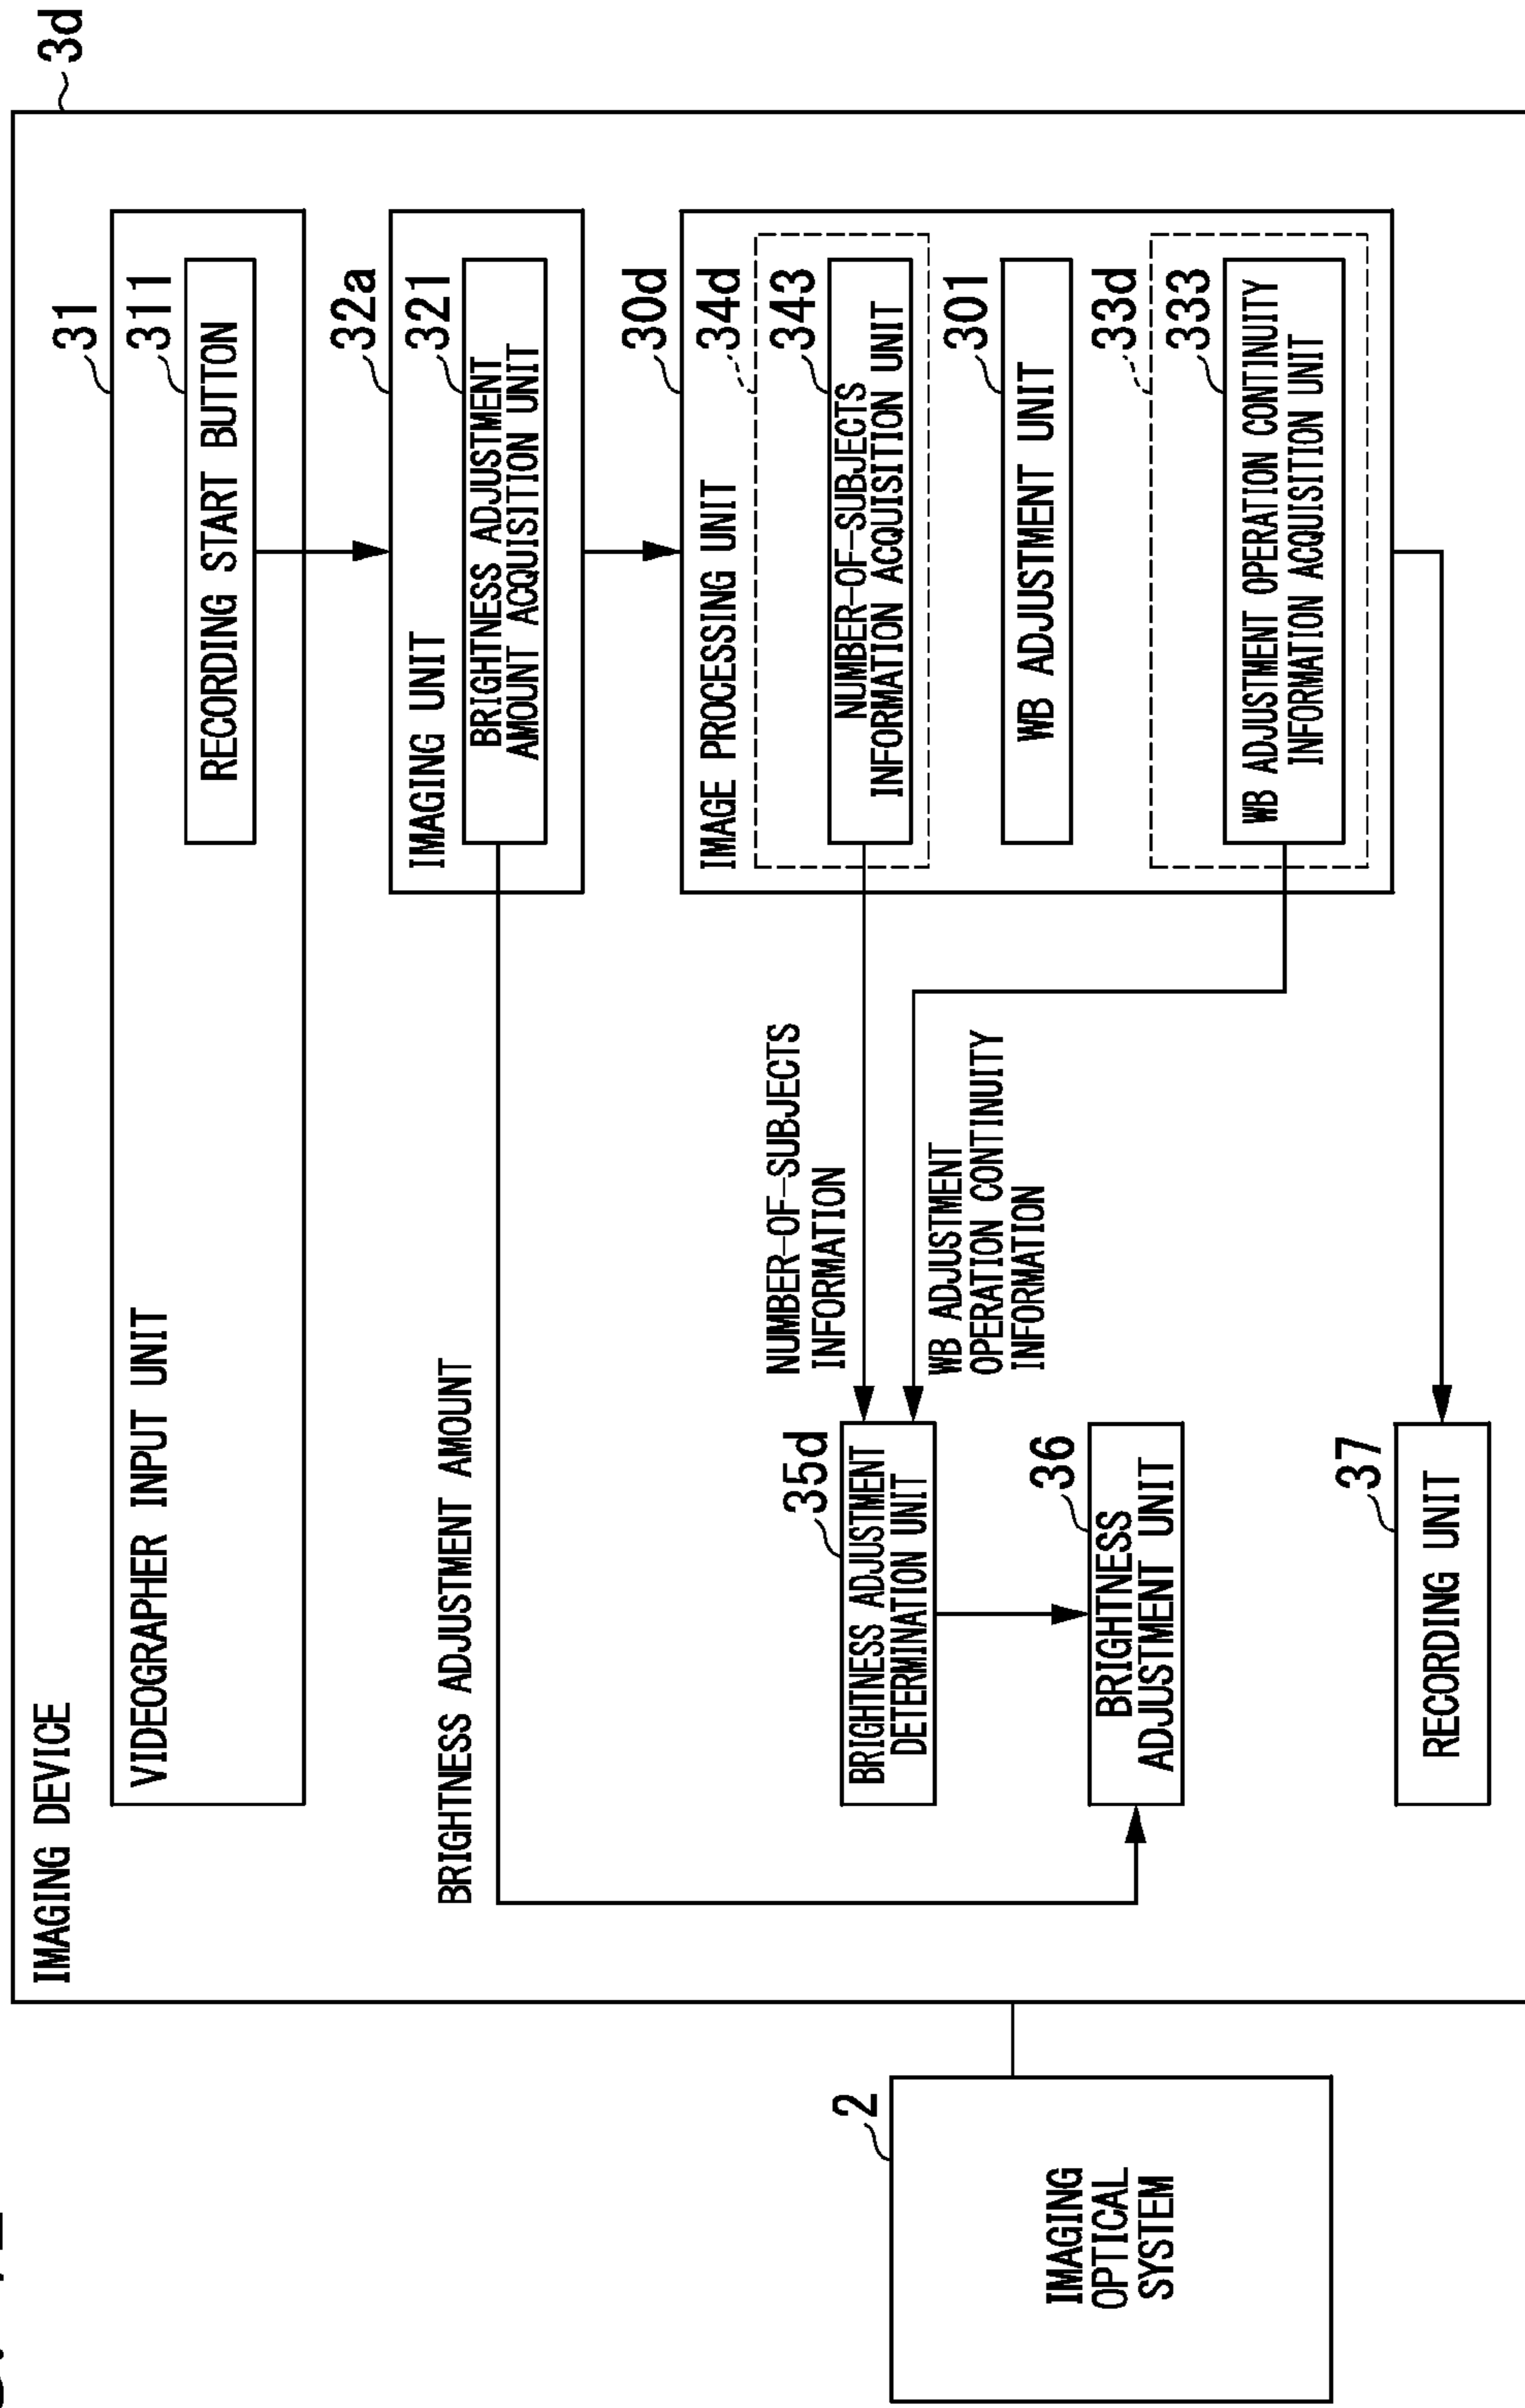 3d
IMAGING DEVICE
31
VIDEOGRAPHER INPUT UNIT
311
RECORDING START BUTTON
32a
IMAGING UNIT
321
BRIGHTNESS ADJUSTMENT
AMOUNT ACQUISITION UNIT
BRIGHTNESS ADJUSTMENT AMOUNT
30d
IMAGE PROCESSING UNIT
34d
343
NUMBER-OF-SUBJECTS
INFORMATION ACQUISITION UNIT
NUMBER-OF-SUBJECTS
INFORMATION
301
WB ADJUSTMENT UNIT
33d
333
WB ADJUSTMENT OPERATION CONTINUITY
INFORMATION ACQUISITION UNIT
WB ADJUSTMENT
OPERATION CONTINUITY
INFORMATION
35d
BRIGHTNESS ADJUSTMENT
DETERMINATION UNIT
36
BRIGHTNESS
ADJUSTMENT UNIT
37
RECORDING UNIT
2
IMAGING
OPTICAL
SYSTEM